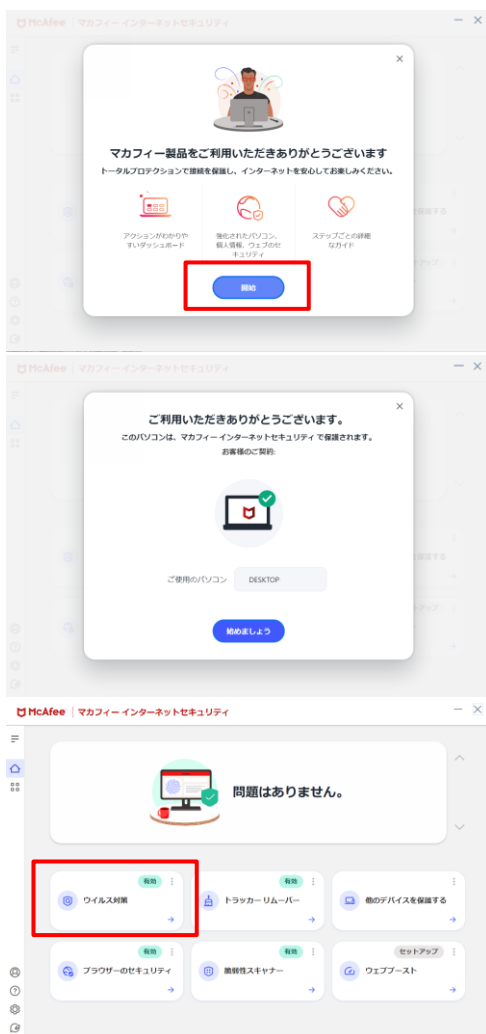 McAfee | マカフィー インターネットセキュリティ
マカフィー製品をご利用いただきありがとうございます
トータルプロテクションで接続を保護し、インターネットを安心してお楽しみください。
アクションがわかりや
すいダッシュボード
強化されたパソコン、
個人情報、ウェブのセ
キュリティ
ステップごとの詳細
なガイド
を保護する
開始
McAfee | マカフィー インターネットセキュリティ
ご利用いただきありがとうございます。
このパソコンは、マカフィー インターネットセキュリティ で保護されます。
お客様のご契約:
ご使用のパソコン DESKTOP
始めましょう
McAfee | マカフィー インターネットセキュリティ
問題はありません。
有効
ウイルス対策
有効
トラッカー リムーバー
他のデバイスを保護する
有効
ブラウザーのセキュリティ
有効
脆弱性スキャナー
セットアップ
ウェブブースト